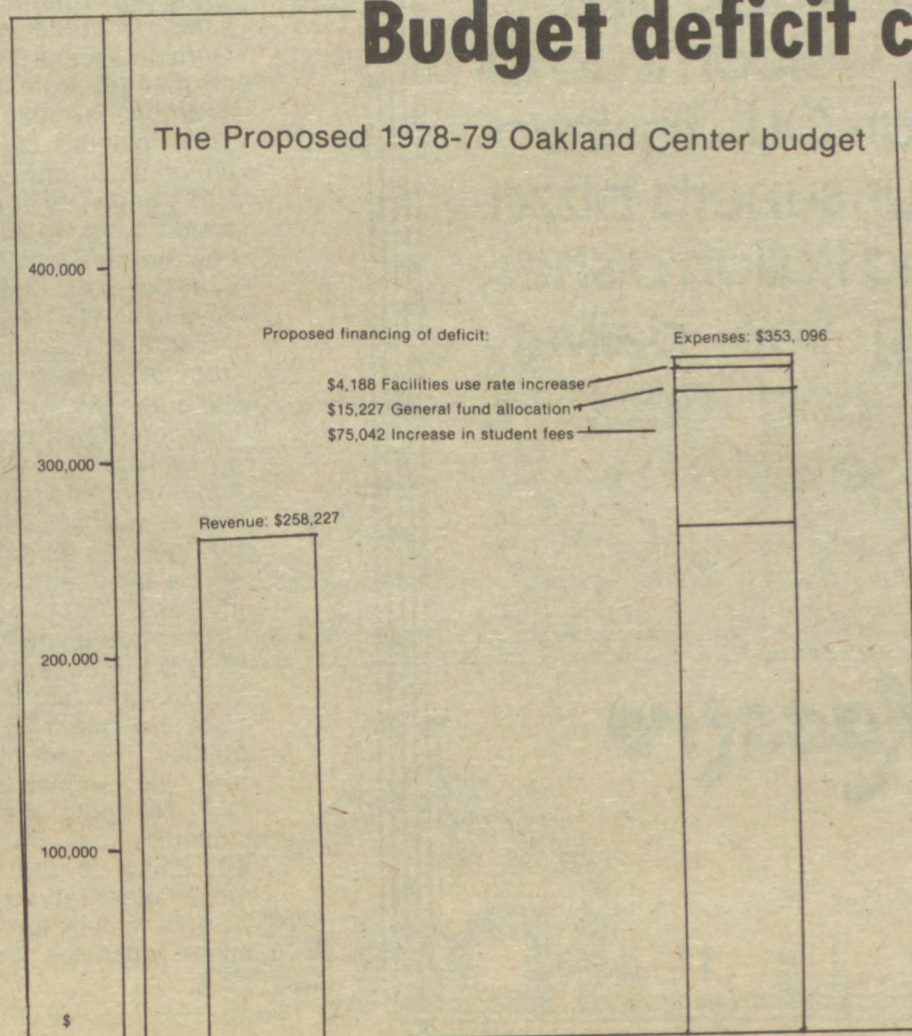 Budget deficit c
The Proposed 1978-79 Oakland Center budget
400,000
Proposed financing of deficit:
Expenses: $353, 096
$4,188 Facilities use rate increase
$15,227 General fund allocation
$75,042 Increase in student fees
300,000
Revenue: $258,227
200,000
100,000
$